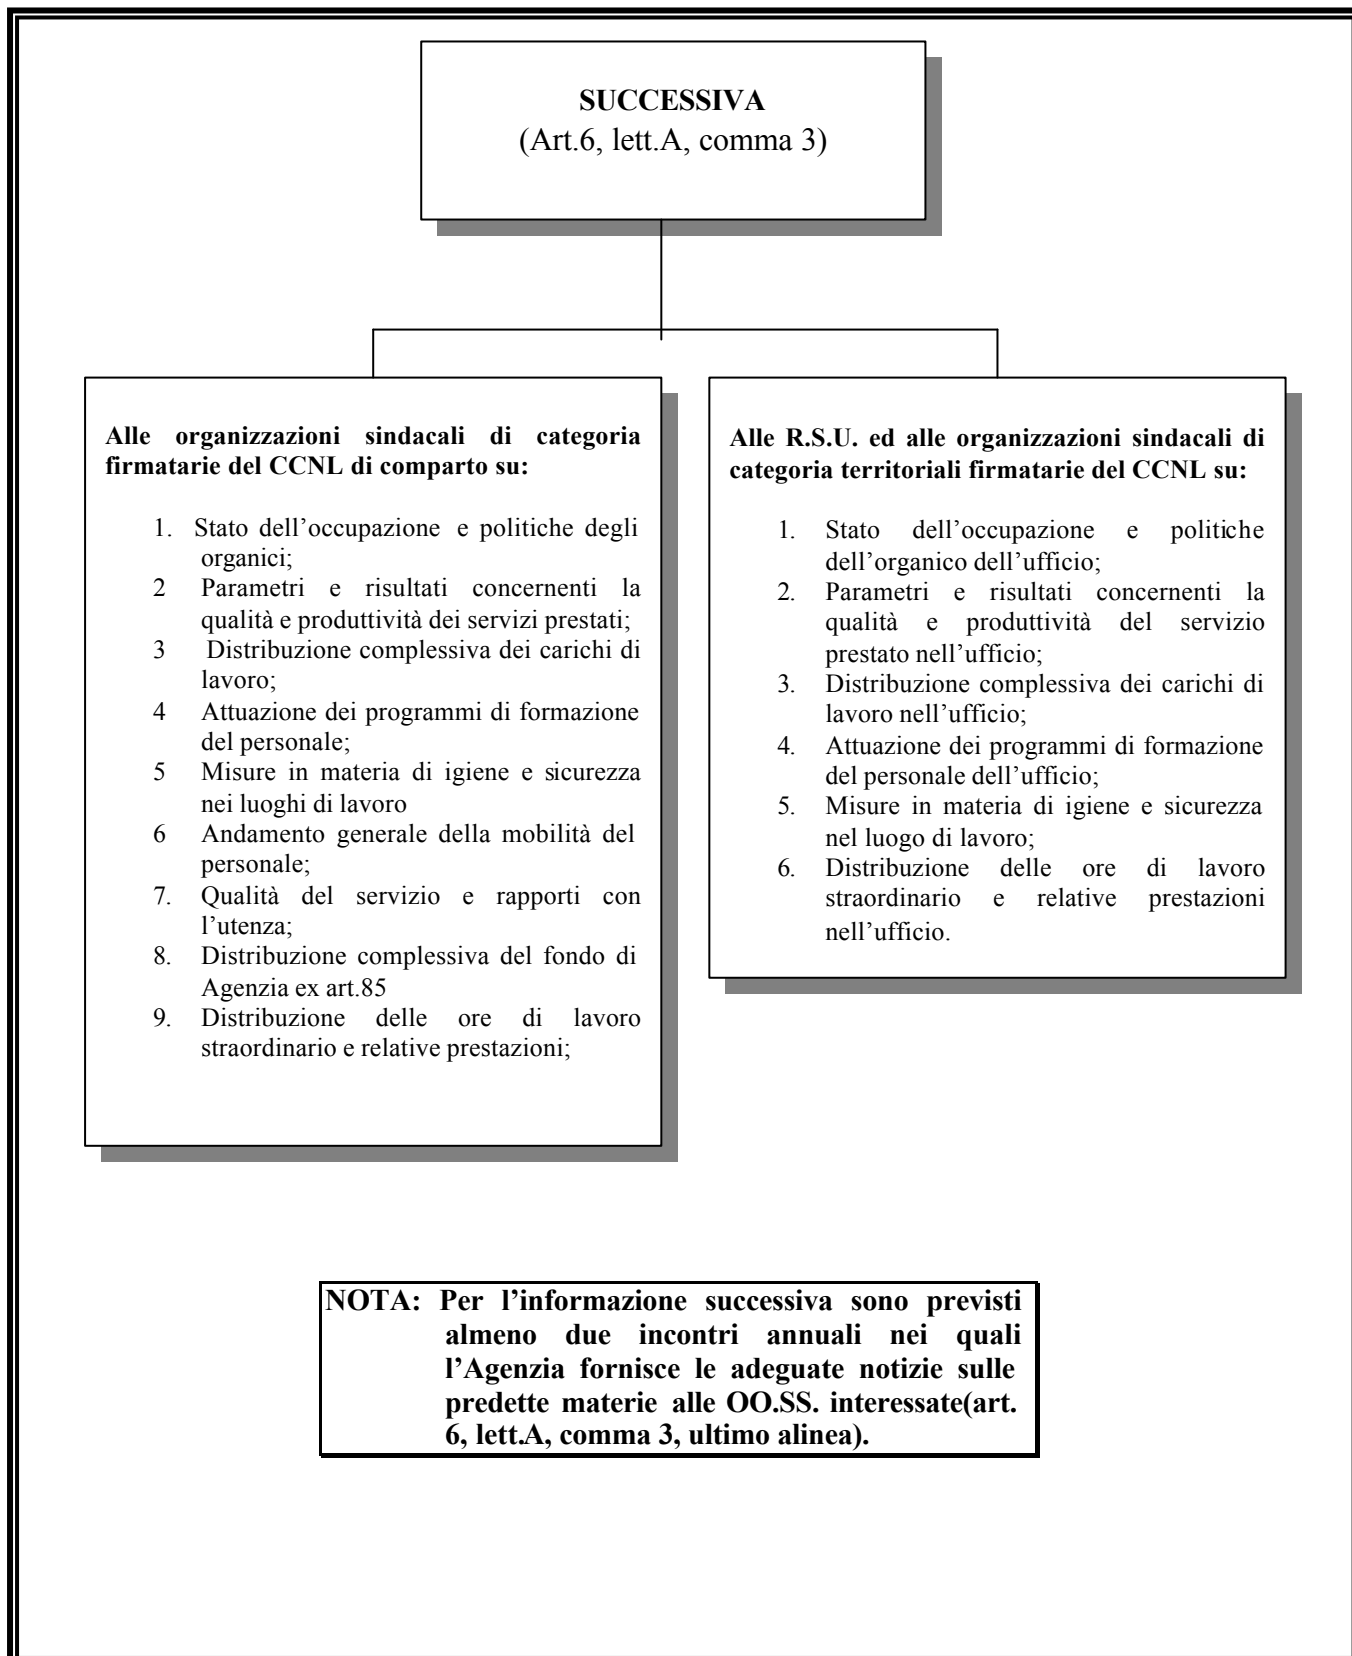 SUCCESSIVA
(Art.6, lett.A, comma 3)
Alle organizzazioni sindacali di categoria
firmatarie del CCNL di comparto su:
1. Stato dell’occupazione e politiche degli
organici;
2 Parametri e risultati concernenti la
qualità e produttività dei servizi prestati;
3 Distribuzione complessiva dei carichi di
lavoro;
4 Attuazione dei programmi di formazione
del personale;
5 Misure in materia di igiene e sicurezza
nei luoghi di lavoro
6 Andamento generale della mobilità del
personale;
7. Qualità del servizio e rapporti con
l’utenza;
8. Distribuzione complessiva del fondo di
Agenzia ex art.85
9. Distribuzione delle ore di lavoro
straordinario e relative prestazioni;
Alle R.S.U. ed alle organizzazioni sindacali di
categoria territoriali firmatarie del CCNL su:
1. Stato dell’occupazione e politiche
dell’organico dell’ufficio;
2. Parametri e risultati concernenti la
qualità e produttività del servizio
prestato nell’ufficio;
3. Distribuzione complessiva dei carichi di
lavoro nell’ufficio;
4. Attuazione dei programmi di formazione
del personale dell’ufficio;
5. Misure in materia di igiene e sicurezza
nel luogo di lavoro;
6. Distribuzione delle ore di lavoro
straordinario e relative prestazioni
nell’ufficio.
NOTA: Per l’informazione successiva sono previsti
almeno due incontri annuali nei quali
l’Agenzia fornisce le adeguate notizie sulle
predette materie alle OO.SS. interessate(art.
6, lett.A, comma 3, ultimo alinea).